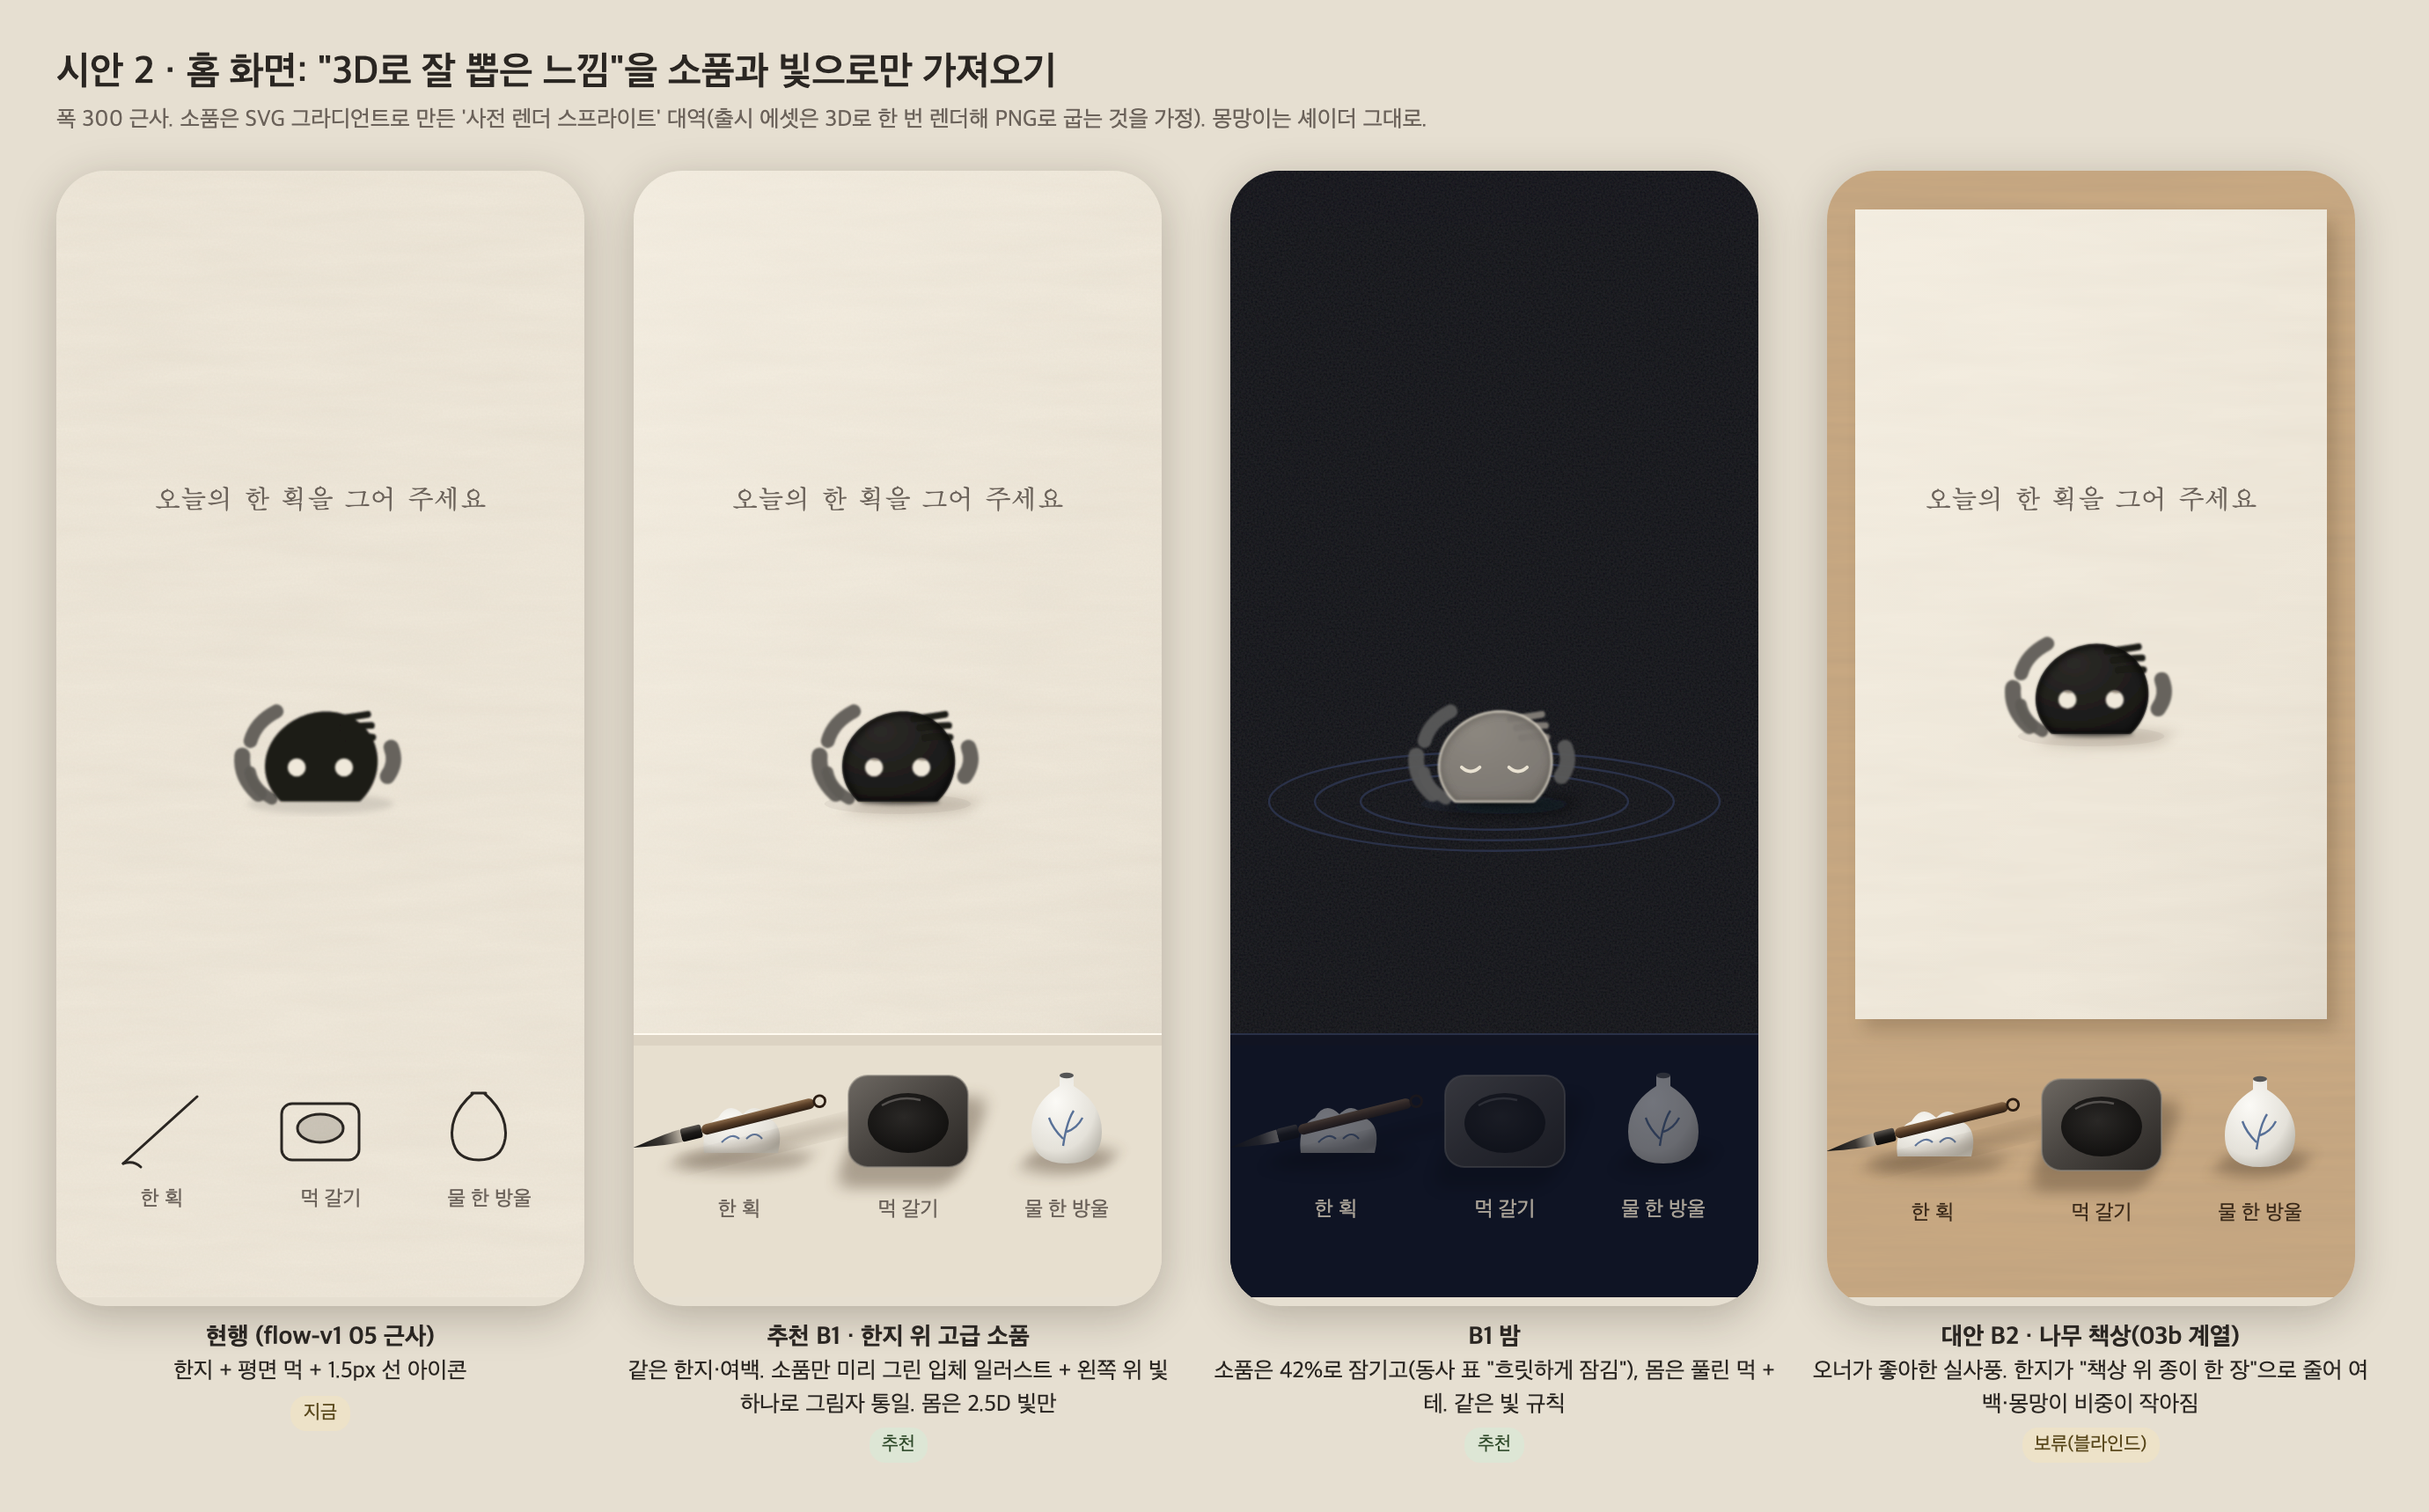 시안 2 · 홈 화면: "3D로 잘 뽑은 느낌"을 소품과 빛으로만 가져오기
폭 300 근사. 소품은 SVG 그라디언트로 만든 '사전 렌더 스프라이트' 대역(출시 에셋은 3D로 한 번 렌더해 PNG로 굽는 것을 가정). 몽망이는 셰이더 그대로.
오늘의 한 획을 그어 주세요
한 획
먹 갈기
물 한 방울
현행 (flow-v1 05 근사)
한지 + 평면 먹 + 1.5px 선 아이콘
지금
오늘의 한 획을 그어 주세요
한 획
먹 갈기
물 한 방울
추천 B1 · 한지 위 고급 소품
같은 한지·여백. 소품만 미리 그린 입체 일러스트 + 왼쪽 위 빛
하나로 그림자 통일. 몸은 2.5D 빛만
추천
한 획
먹 갈기
물 한 방울
B1 밤
소품은 42%로 잠기고(동사 표 "흐릿하게 잠김"), 몸은 풀린 먹 +
테. 같은 빛 규칙
추천
오늘의 한 획을 그어 주세요
한 획
먹 갈기
물 한 방울
대안 B2 · 나무 책상(03b 계열)
오너가 좋아한 실사풍. 한지가 "책상 위 종이 한 장"으로 줄어 여
백·몽망이 비중이 작아짐
보류(블라인드)